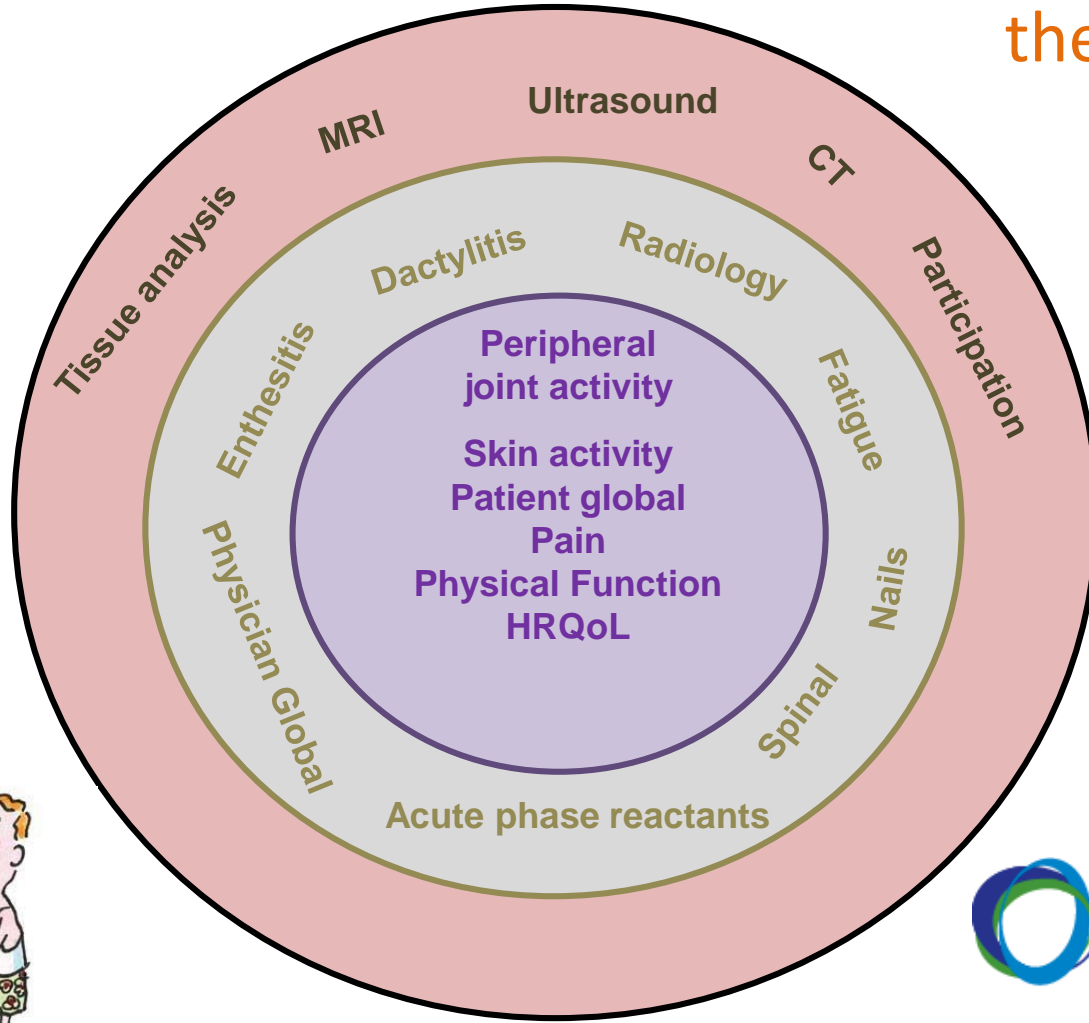 the
Ultrasound
MRI
CT
Tissue analysis
Participation
Dactylitis
Radiology
Enthesitis
Fatigue
Peripheral
joint activity
Skin activity
Patient global
Pain
Physical Function
HRQoL
Physician Global
Nails
Spinal
Acute phase reactants